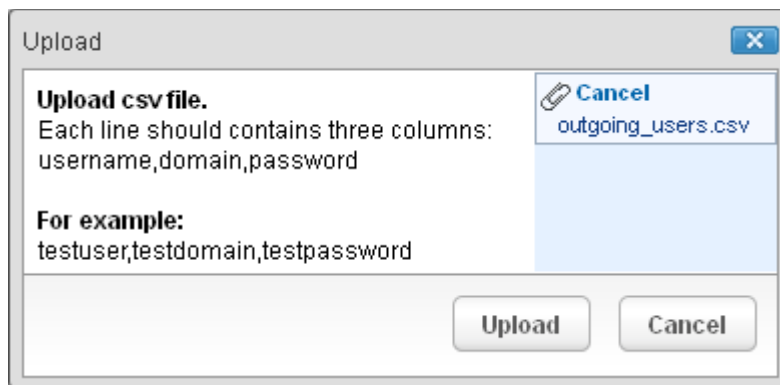 Upload
Upload csv file.
Each line should contains three columns:
username,domain,password
For example:
testuser,testdomain,testpassword
Cancel
outgoing_users.csv
Upload
Cancel